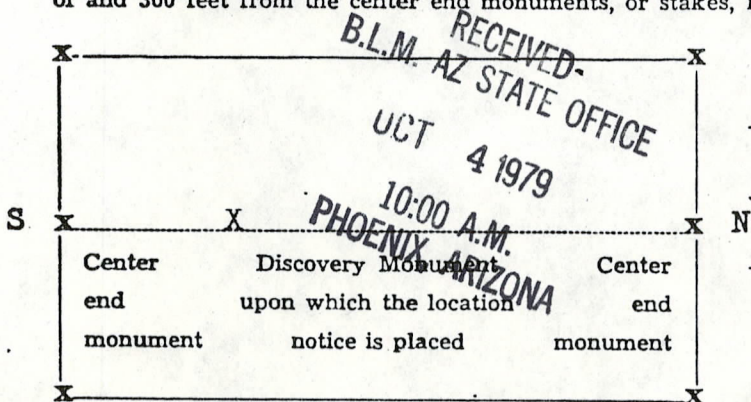 of and 300 feet from the center end monuments, or stakes,
X X
RECEIVED-
B.L.M. AZ STATE OFFICE
OCT 4 1979
10:00 A.M.
PHOENIX, ARIZONA
S X X X N
Center Discovery Monument Center
end upon which the location end
monument notice is placed monument
X X